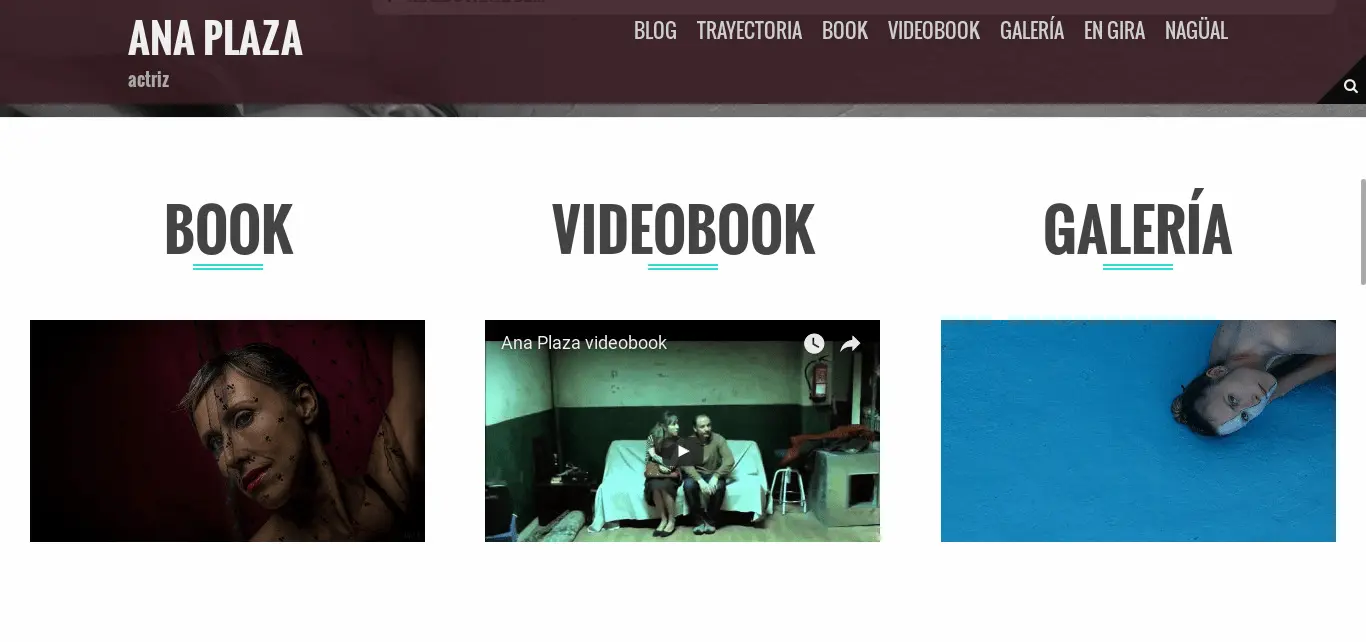 ANA PLAZA
actriz
BLOG TRAYECTORIA BOOK VIDEOBOOK GALERÍA EN GIRA NAGÜAL
BOOK
VIDEOBOOK
GALERÍA
Ana Plaza videobook